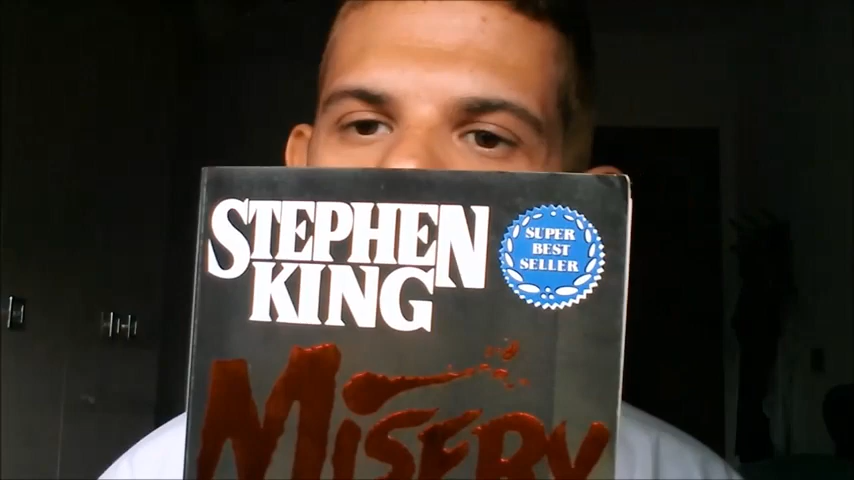 STEPHEN
KING
SUPER
BEST
SELLER
MISERY